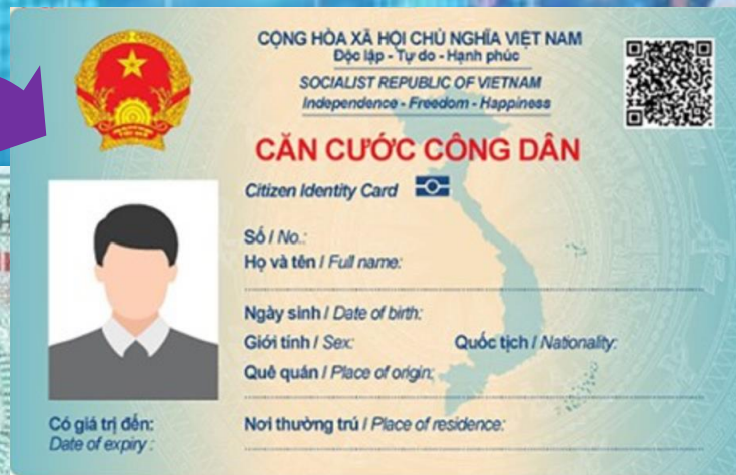 CỘNG HÒA XÃ HỘI CHỦ NGHĨA VIỆT NAM
Độc lập - Tự do - Hạnh phúc
SOCIALIST REPUBLIC OF VIETNAM
Independence - Freedom - Happiness
CĂN CƯỚC CÔNG DÂN
Citizen Identity Card
Số / No.:
Họ và tên / Full name:
Ngày sinh / Date of birth:
Giới tính / Sex: Quốc tịch / Nationality:
Quê quán / Place of origin:
Có giá trị đến:
Date of expiry :
Nơi thường trú / Place of residence: